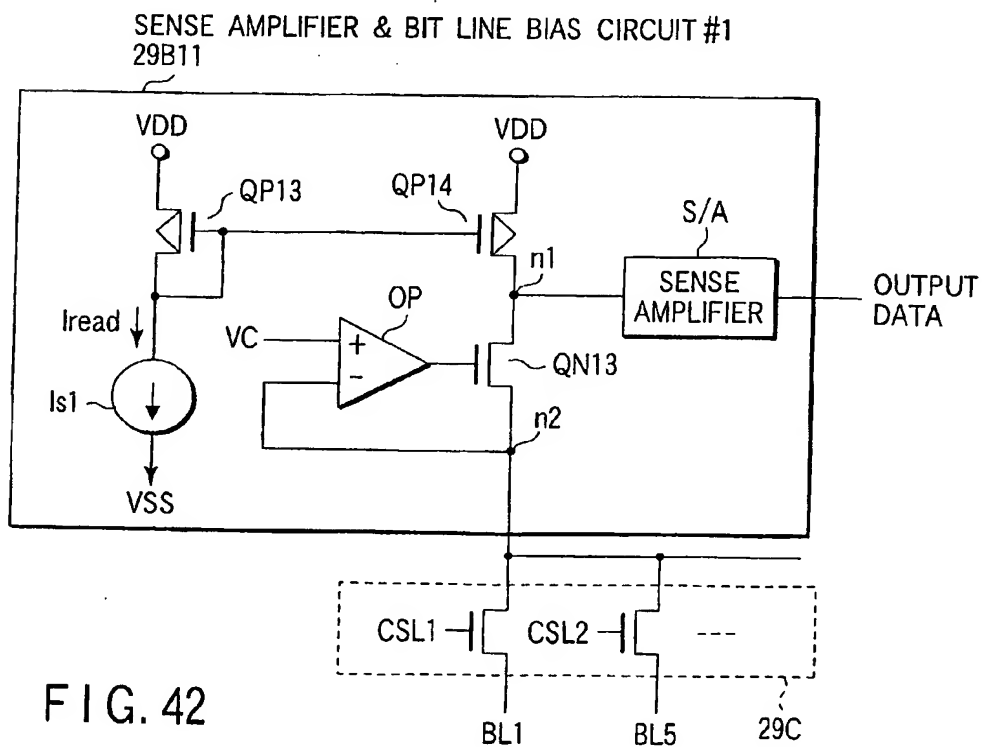 SENSE AMPLIFIER & BIT LINE BIAS CIRCUIT #1
29B11
VDD
VDD
QP13
QP14
S/A
n1
SENSE
AMPLIFIER
OUTPUT
DATA
Iread
OP
VC
+
-
QN13
Is1
n2
VSS
CSL1
CSL2
---
FIG. 42
BL1
BL5
29C